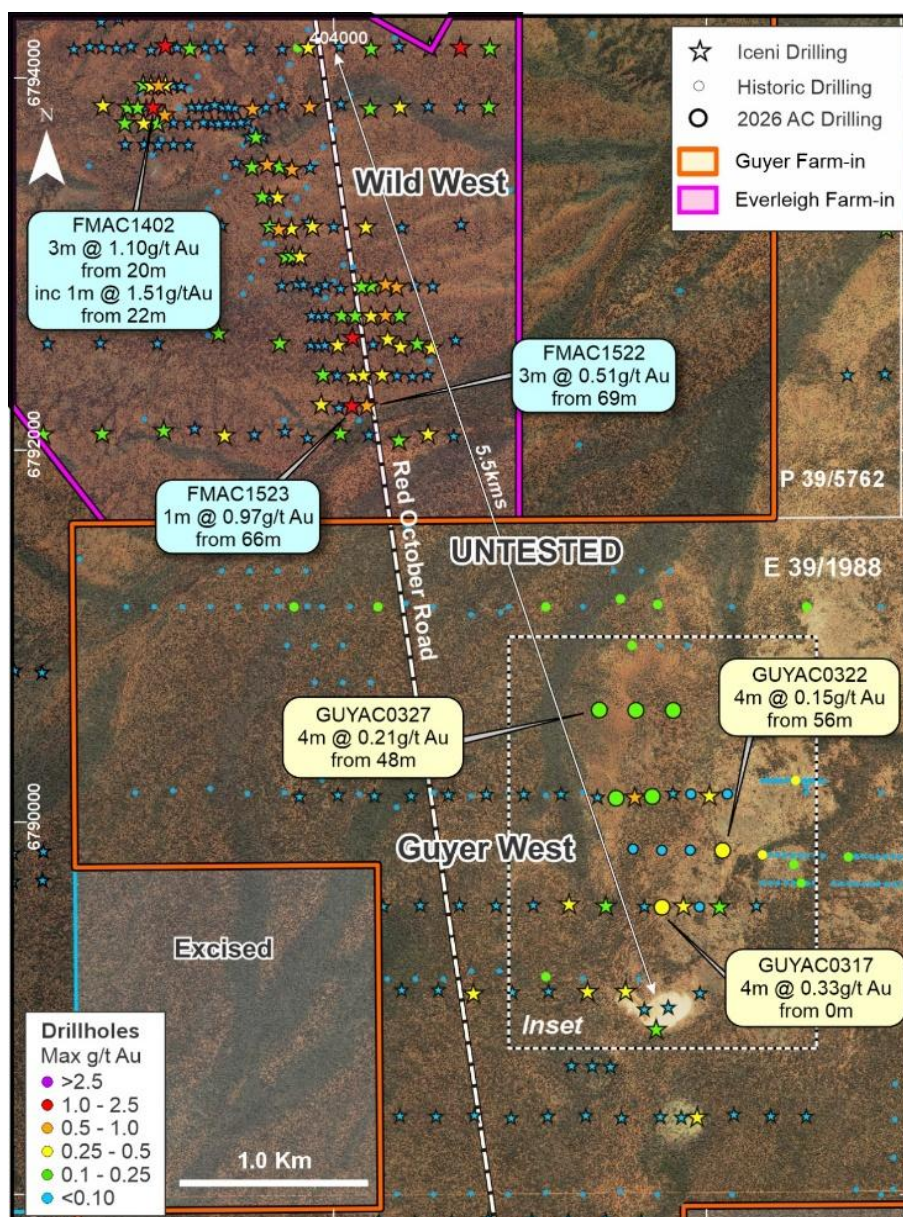 404000
6794000
6792000
6790000
N
☆ Iceni Drilling
○ Historic Drilling
○ 2026 AC Drilling
Guyer Farm-in
Everleigh Farm-in
Wild West
FMAC1402
3m @ 1.10g/t Au
from 20m
inc 1m @ 1.51g/tAu
from 22m
FMAC1522
3m @ 0.51g/t Au
from 69m
5.5kms
P 39/5762
FMAC1523
1m @ 0.97g/t Au
from 66m
Red October Road
UNTESTED
E 39/1988
GUYAC0322
4m @ 0.15g/t Au
from 56m
GUYAC0327
4m @ 0.21g/t Au
from 48m
Guyer West
Excised
GUYAC0317
4m @ 0.33g/t Au
from 0m
Inset
Drillholes
Max g/t Au
>2.5
1.0 - 2.5
0.5 - 1.0
0.25 - 0.5
0.1 - 0.25
<0.10
1.0 Km